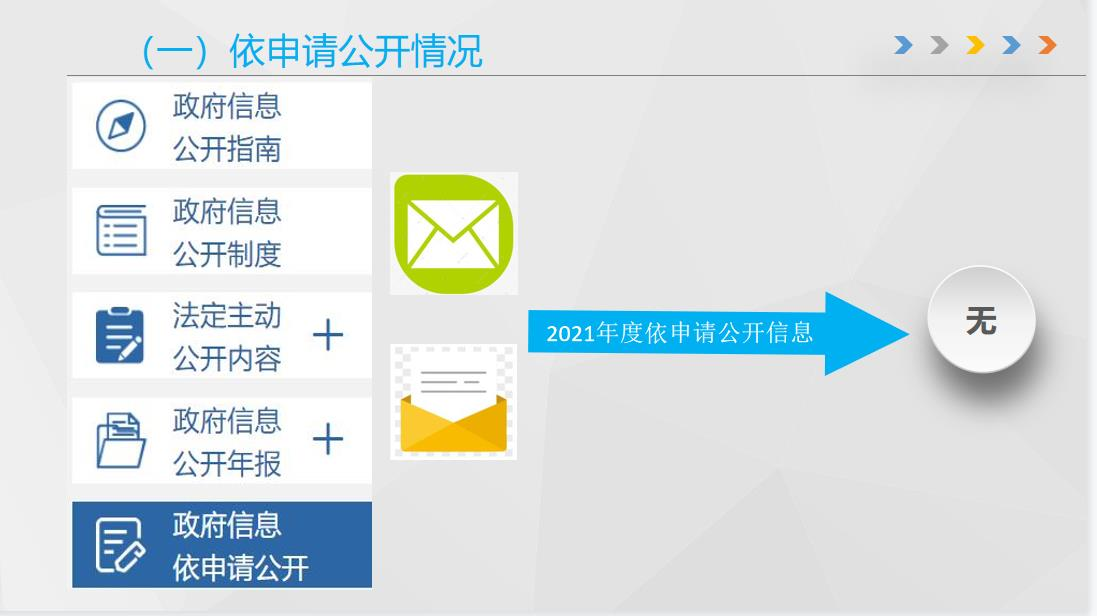 （一）依申请公开情况
政府信息
公开指南
政府信息
公开制度
法定主动
公开内容
政府信息
公开年报
政府信息
依申请公开
2021年度依申请公开信息
无